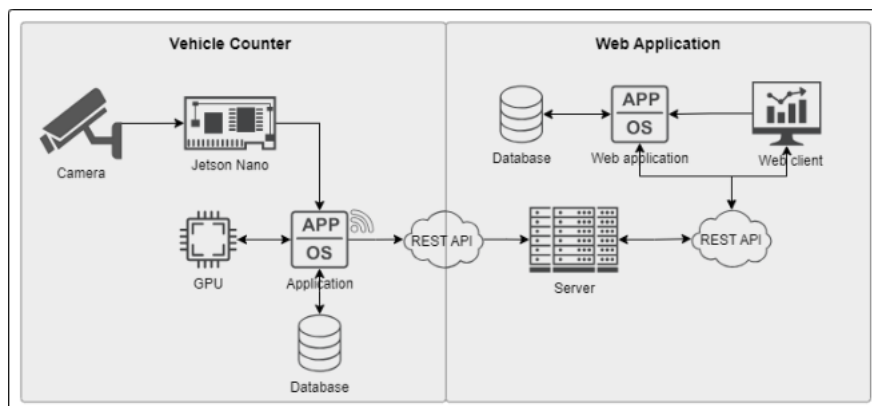 Vehicle Counter
Web Application
Camera
Jetson Nano
APP
OS
Database
Web application
Web client
GPU
APP
OS
Application
REST API
Server
REST API
Database